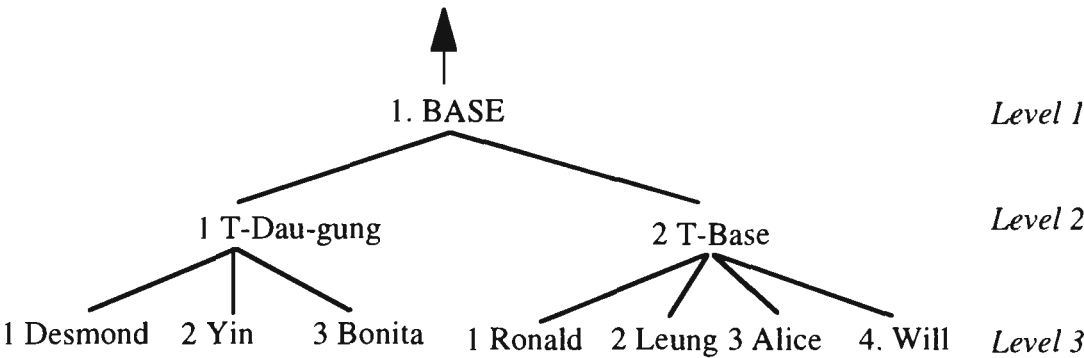 1. BASE Level 1
1 T-Dau-gung 2 T-Base Level 2
1 Desmond 2 Yin 3 Bonita 1 Ronald 2 Leung 3 Alice 4. Will Level 3